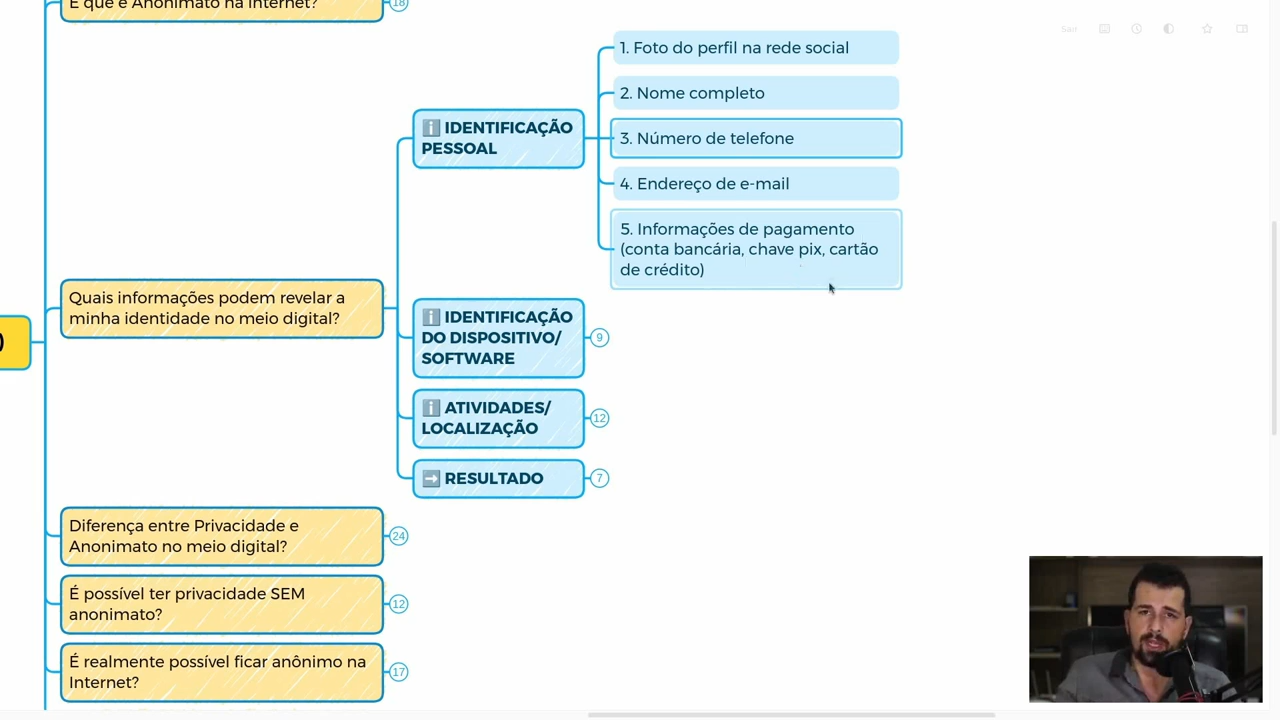 E que é Anonimato na Internet?
18
Sair
1. Foto do perfil na rede social
2. Nome completo
3. Número de telefone
4. Endereço de e-mail
5. Informações de pagamento
(conta bancária, chave pix, cartão
de crédito)
ℹ️ IDENTIFICAÇÃO
PESSOAL
Quais informações podem revelar a
minha identidade no meio digital?
)
ℹ️ IDENTIFICAÇÃO
DO DISPOSITIVO/
SOFTWARE
9
ℹ️ ATIVIDADES/
LOCALIZAÇÃO
12
➡️ RESULTADO
7
Diferença entre Privacidade e
Anonimato no meio digital?
24
É possível ter privacidade SEM
anonimato?
12
É realmente possível ficar anônimo na
Internet?
17